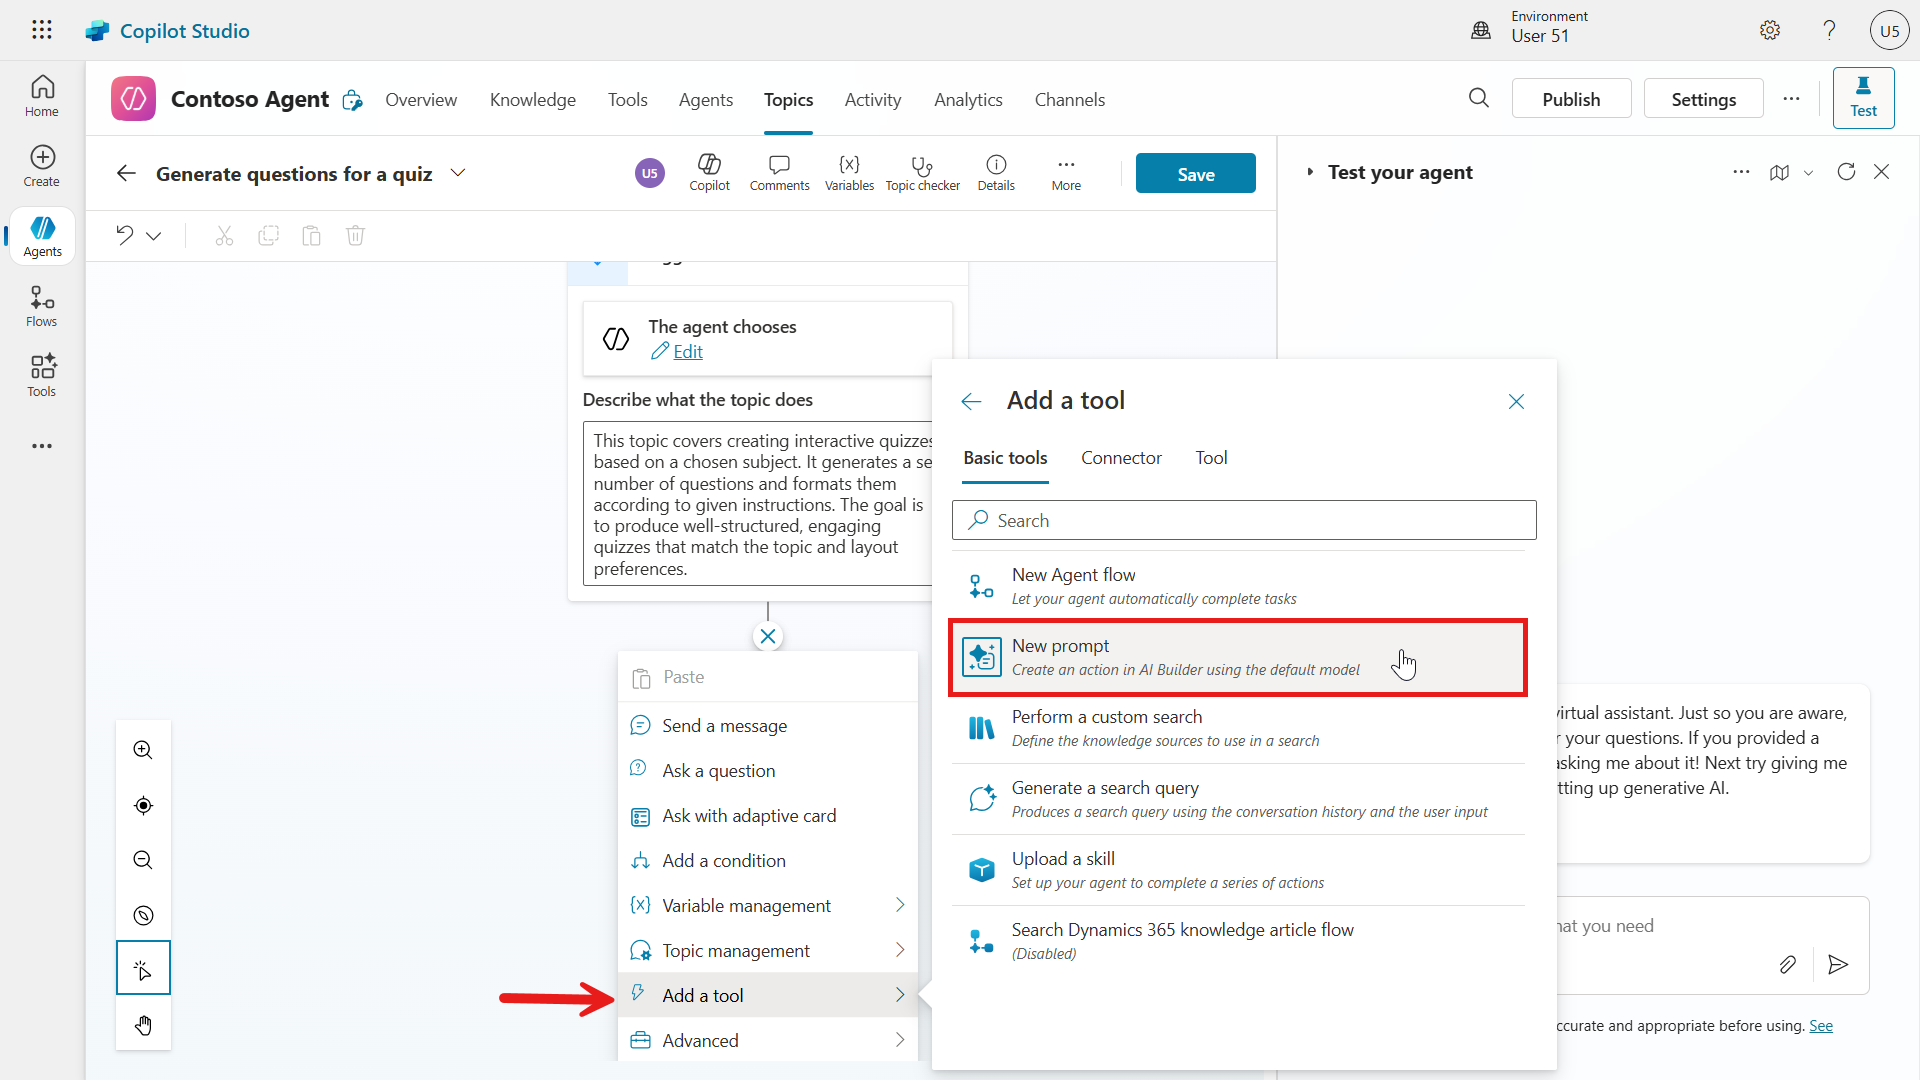 Copilot Studio
Environment
User 51
U5
Home
Create
Agents
Flows
Tools
Contoso Agent
Overview
Knowledge
Tools
Agents
Topics
Activity
Analytics
Channels
Publish
Settings
Test
Generate questions for a quiz
U5
Copilot
Comments
Variables
Topic checker
Details
More
Save
Test your agent
The agent chooses
Edit
Describe what the topic does
This topic covers creating interactive quizzes
based on a chosen subject. It generates a se
number of questions and formats them
according to given instructions. The goal is
to produce well-structured, engaging
quizzes that match the topic and layout
preferences.
Paste
Send a message
Ask a question
Ask with adaptive card
Add a condition
Variable management
Topic management
Add a tool
Advanced
Add a tool
Basic tools
Connector
Tool
Search
New Agent flow
Let your agent automatically complete tasks
New prompt
Create an action in AI Builder using the default model
Perform a custom search
Define the knowledge sources to use in a search
Generate a search query
Produces a search query using the conversation history and the user input
Upload a skill
Set up your agent to complete a series of actions
Search Dynamics 365 knowledge article flow
(Disabled)
virtual assistant. Just so you are aware,
r your questions. If you provided a
asking me about it! Next try giving me
tting up generative AI.
hat you need
ccurate and appropriate before using. See